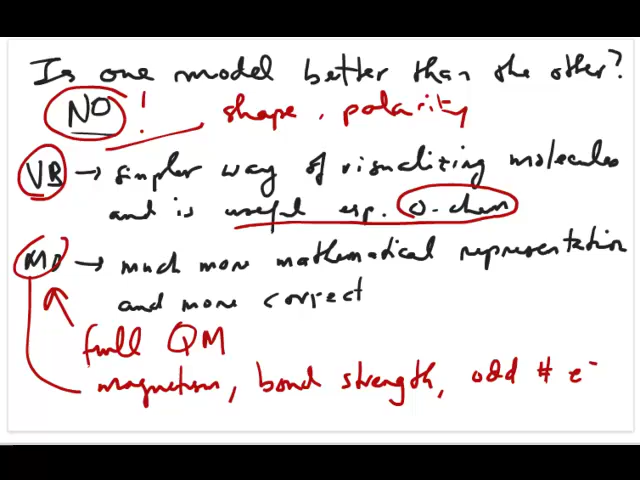 Is one model better than the other?
NO! shape, polarity
VB → simpler way of visualizing molecules
and is useful esp. O-chem
MO → much more mathematical representation
and more correct
full QM
magnetism, bond strength, odd # e⁻